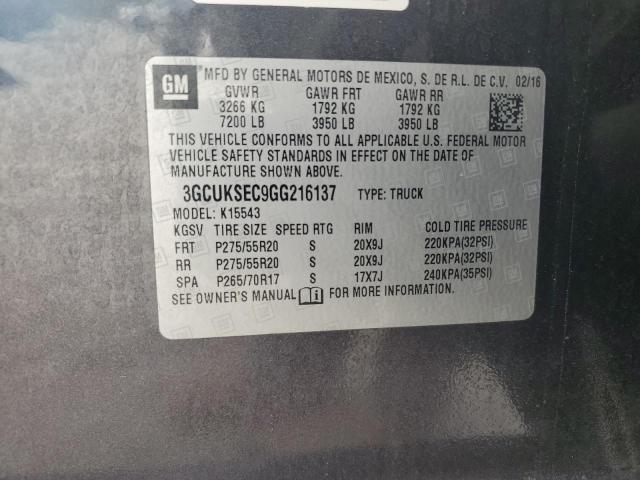 GM MFD BY GENERAL MOTORS DE MEXICO, S. DE R.L. DE C.V. 02/16
GVWR GAWR FRT GAWR RR
3266 KG 1792 KG 1792 KG
7200 LB 3950 LB 3950 LB
THIS VEHICLE CONFORMS TO ALL APPLICABLE U.S. FEDERAL MOTOR
VEHICLE SAFETY STANDARDS IN EFFECT ON THE DATE OF
MANUFACTURE SHOWN ABOVE.
3GCUKSEC9GG216137 TYPE: TRUCK
MODEL: K15543
KGSV TIRE SIZE SPEED RTG RIM COLD TIRE PRESSURE
FRT P275/55R20 S 20X9J 220KPA(32PSI)
RR P275/55R20 S 20X9J 220KPA(32PSI)
SPA P265/70R17 S 17X7J 240KPA(35PSI)
SEE OWNER'S MANUAL FOR MORE INFORMATION.